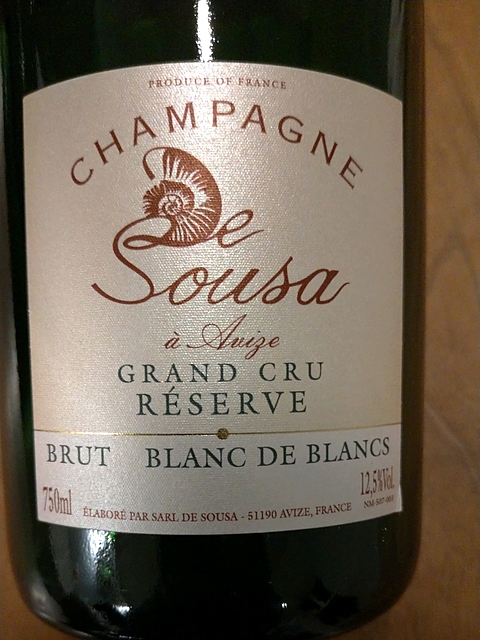 PRODUCE OF FRANCE
CHAMPAGNE
De
Sousa
à Avize
GRAND CRU
RÉSERVE
BRUT BLANC DE BLANCS
750ml
12,5%Vol.
ÉLABORÉ PAR SARL DE SOUSA - 51190 AVIZE, FRANCE